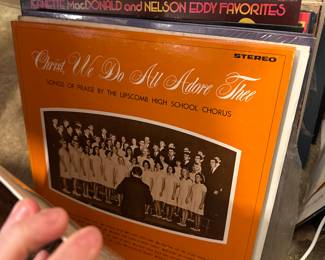 JEANETTE MacDONALD and NELSON EDDY FAVORITES
STEREO
Christ, We Do All Adore Thee
SONGS OF PRAISE BY THE LIPSCOMB HIGH SCHOOL CHORUS